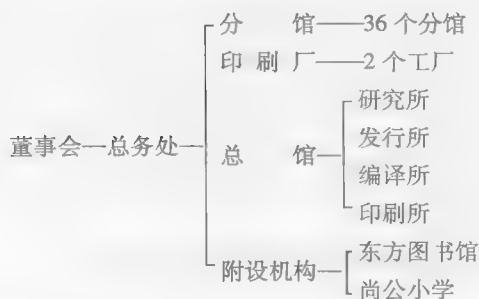 分 馆——36个分馆
印刷厂——2个工厂
董事会—总务处
总 馆
研究所
发行所
编译所
印刷所
附设机构
东方图书馆
尚公小学